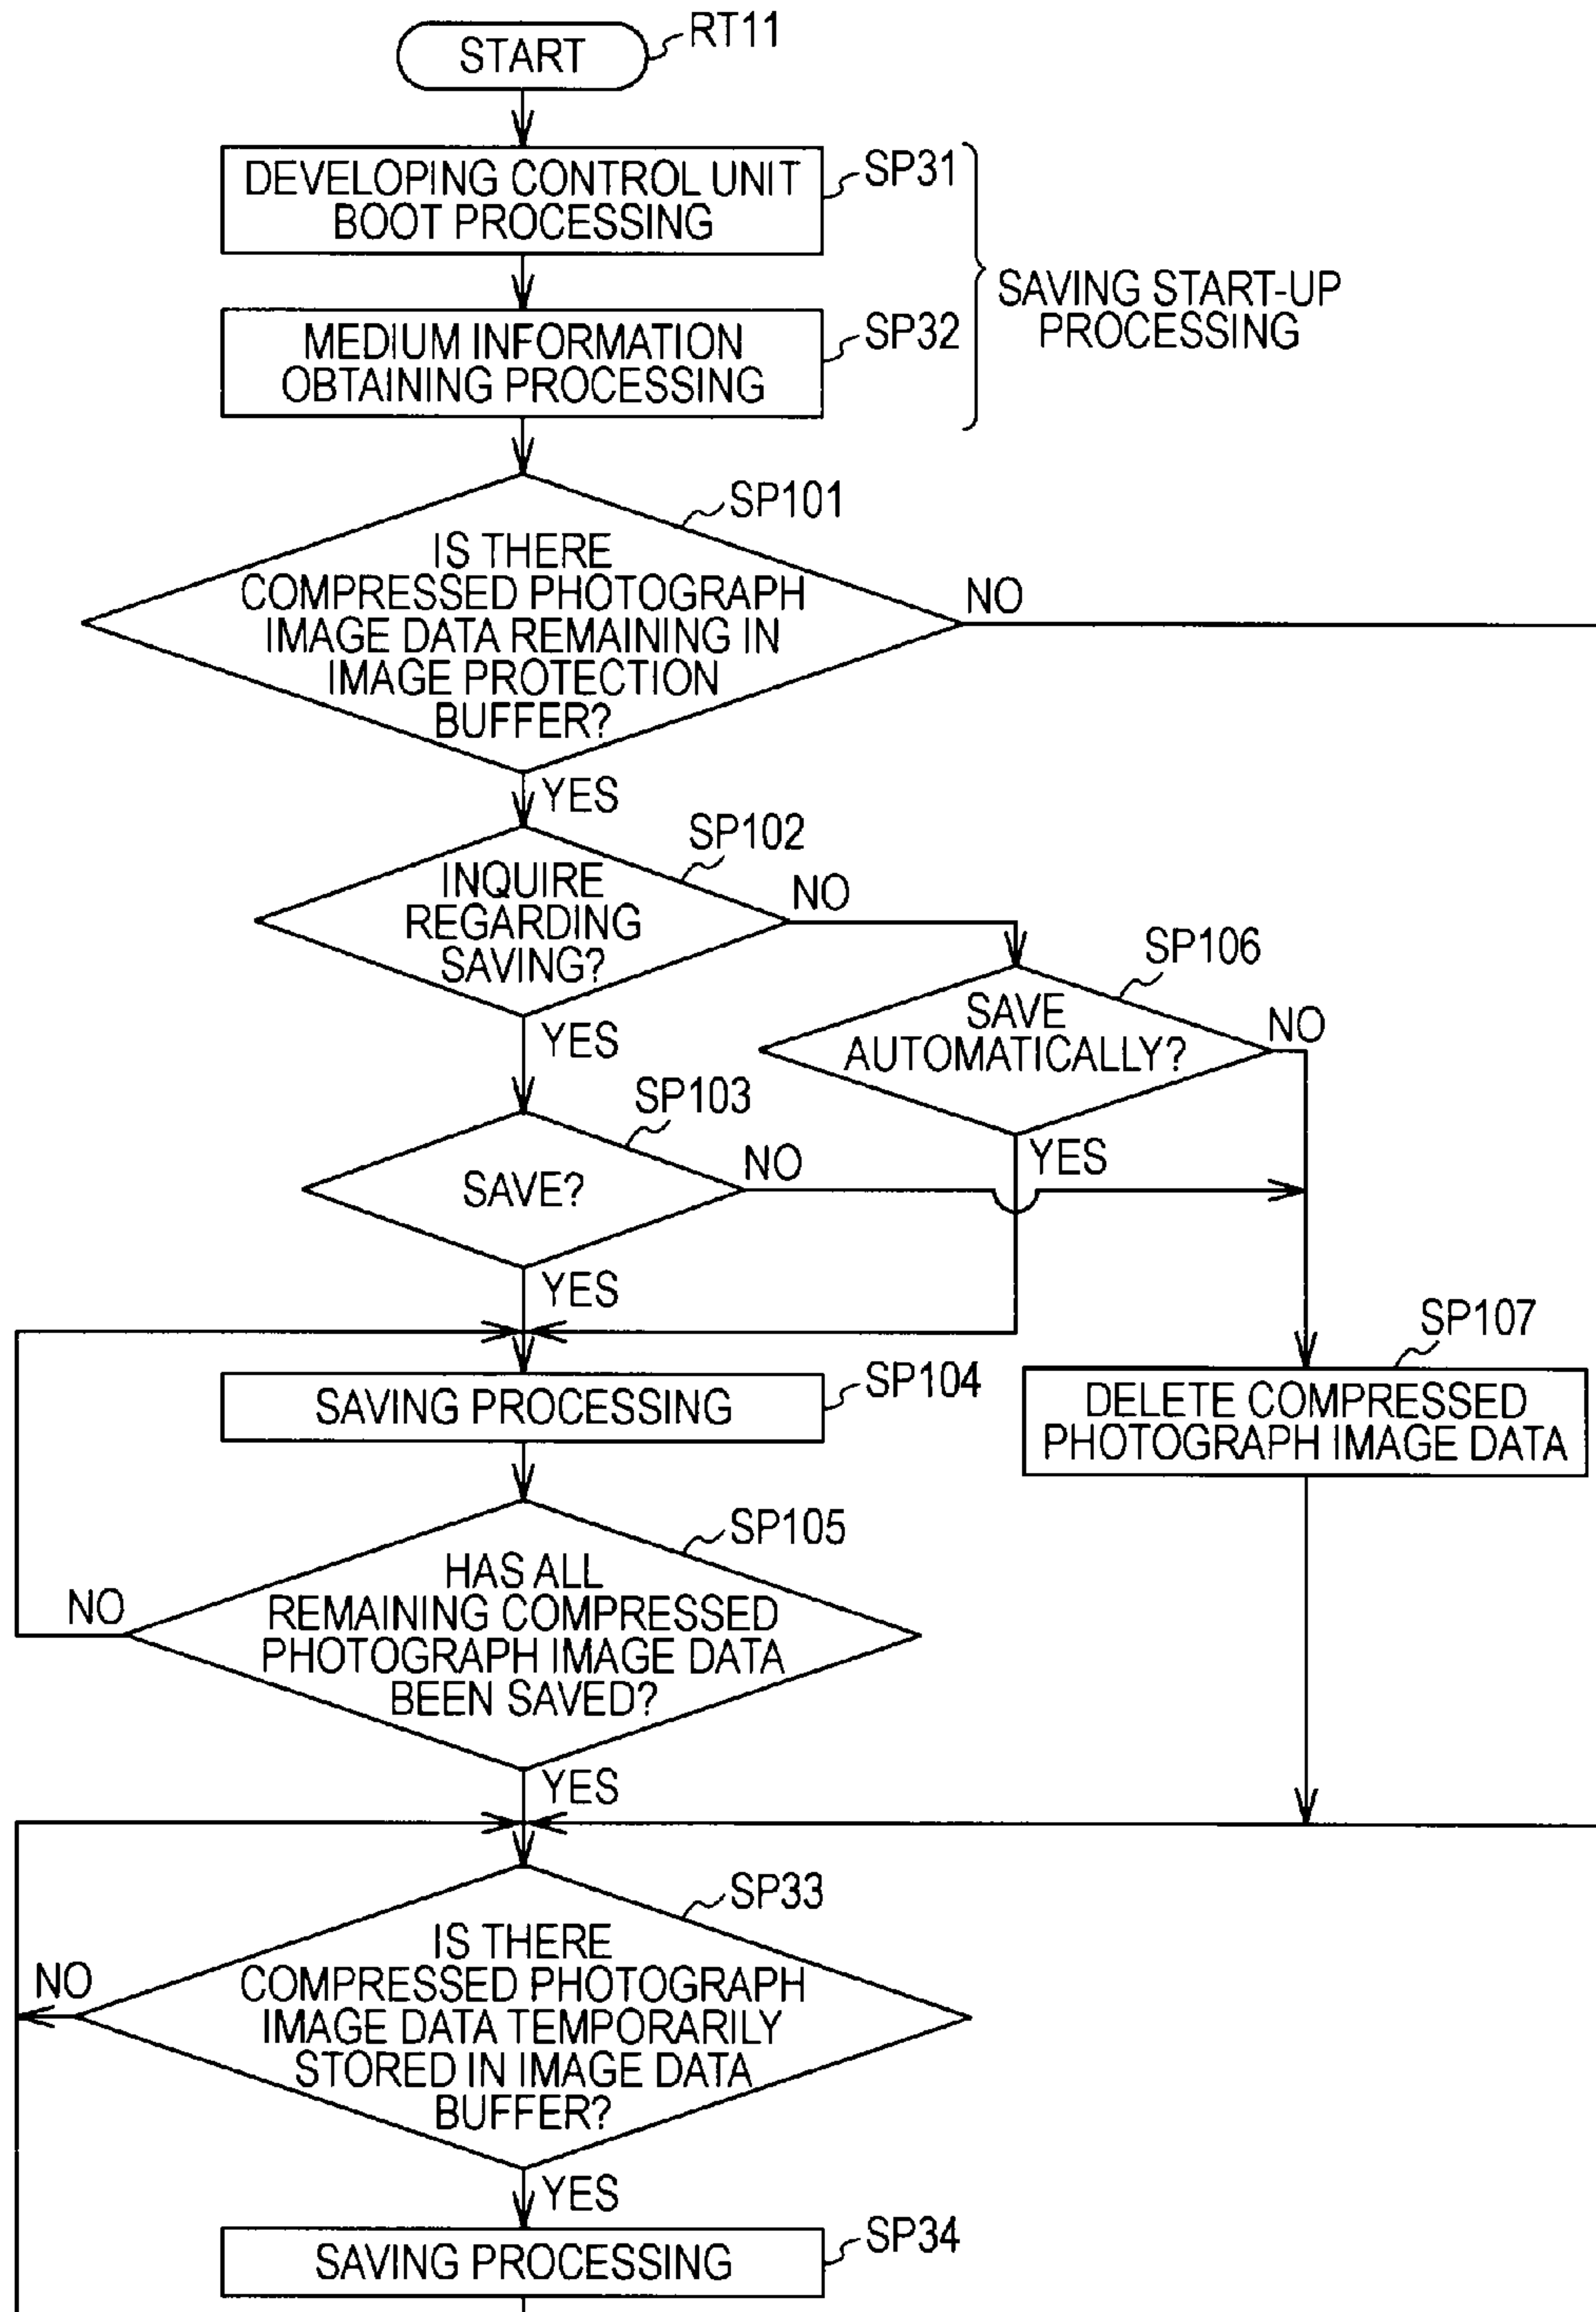 START
RT11
DEVELOPING CONTROL UNIT
BOOT PROCESSING
SP31
MEDIUM INFORMATION
OBTAINING PROCESSING
SP32
SAVING START-UP
PROCESSING
SP101
IS THERE
COMPRESSED PHOTOGRAPH
IMAGE DATA REMAINING IN
IMAGE PROTECTION
BUFFER?
NO
YES
SP102
INQUIRE
REGARDING
SAVING?
NO
YES
SP106
SAVE
AUTOMATICALLY?
NO
YES
SP103
SAVE?
NO
YES
SP104
SAVING PROCESSING
SP107
DELETE COMPRESSED
PHOTOGRAPH IMAGE DATA
SP105
HAS ALL
REMAINING COMPRESSED
PHOTOGRAPH IMAGE DATA
BEEN SAVED?
NO
YES
SP33
IS THERE
COMPRESSED PHOTOGRAPH
IMAGE DATA TEMPORARILY
STORED IN IMAGE DATA
BUFFER?
NO
YES
SP34
SAVING PROCESSING